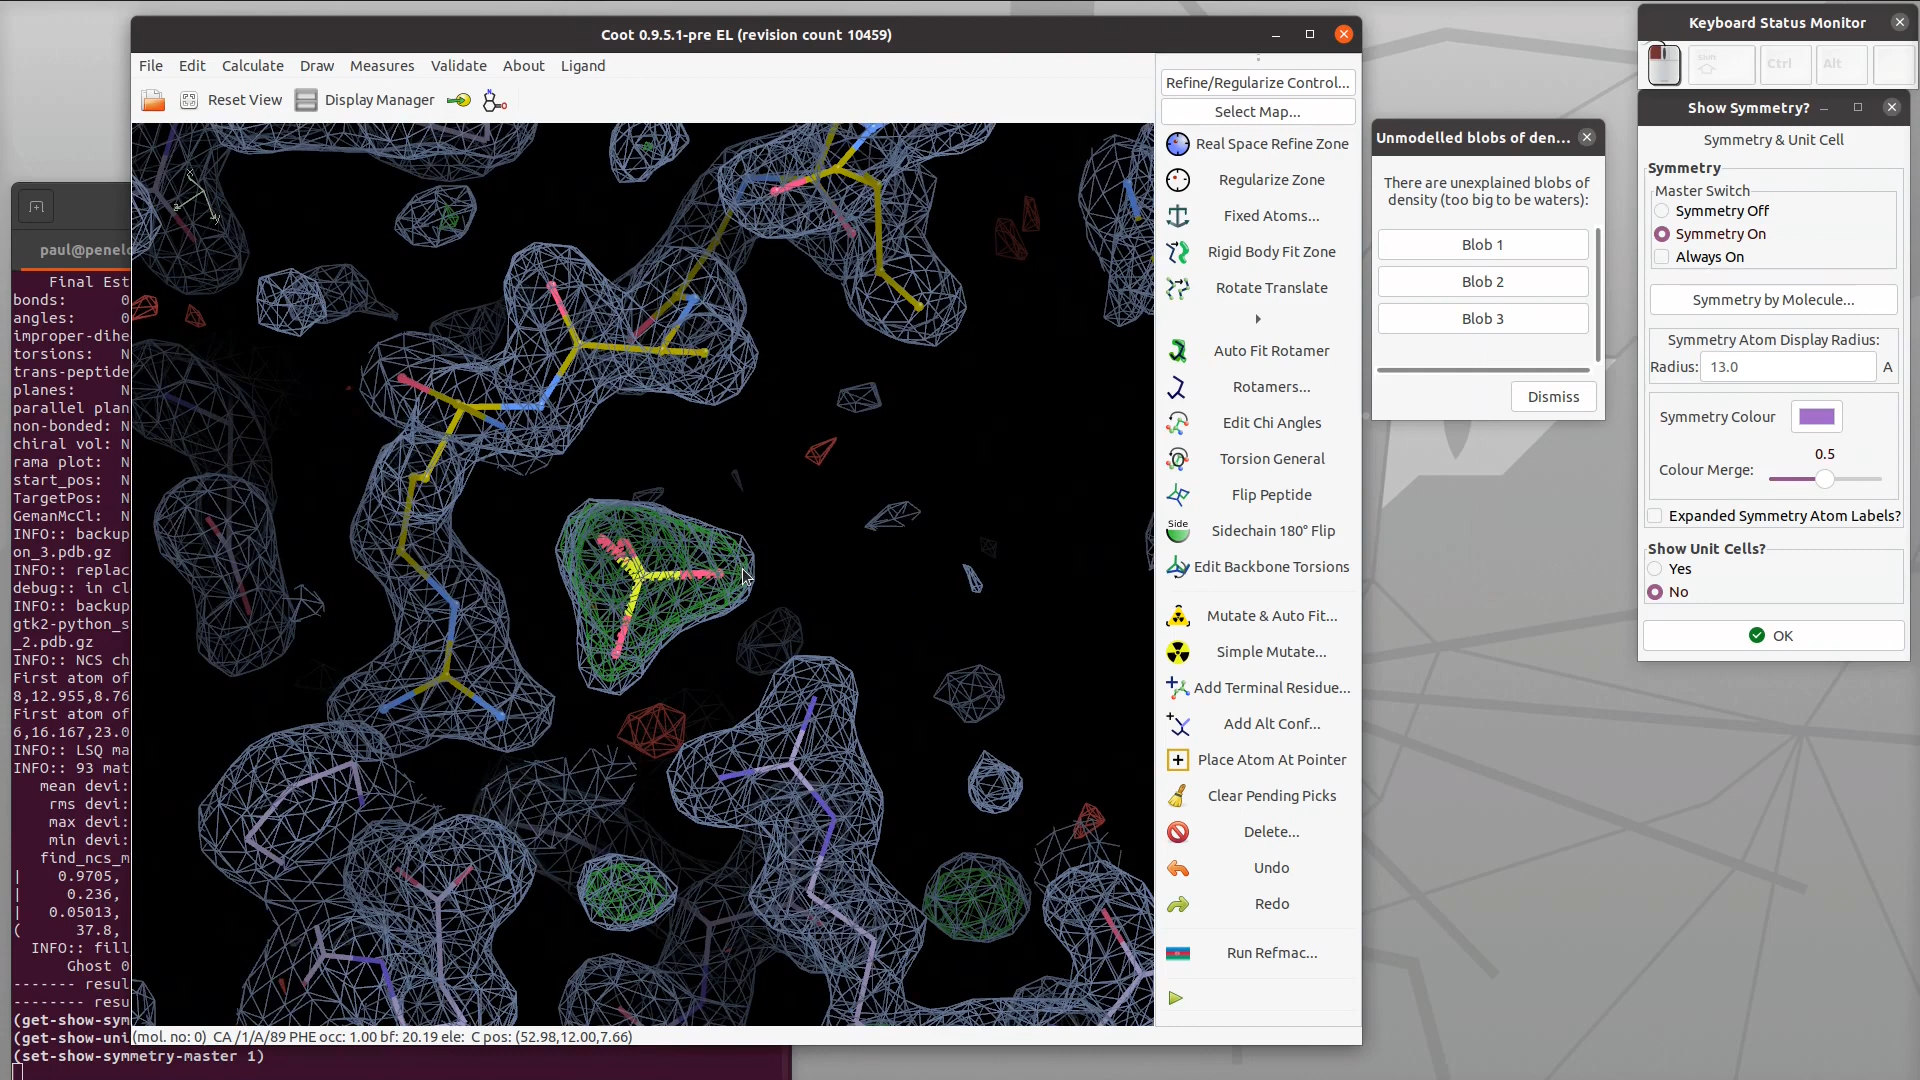 Coot 0.9.5.1-pre EL (revision count 10459)
File Edit Calculate Draw Measures Validate About Ligand
Reset View Display Manager
Refine/Regularize Control...
Select Map...
Real Space Refine Zone
Regularize Zone
Fixed Atoms...
Rigid Body Fit Zone
Rotate Translate
Auto Fit Rotamer
Rotamers...
Edit Chi Angles
Torsion General
Flip Peptide
Side
Sidechain 180° Flip
Edit Backbone Torsions
Mutate & Auto Fit...
Simple Mutate...
Add Terminal Residue...
Add Alt Conf...
Place Atom At Pointer
Clear Pending Picks
Delete...
Undo
Redo
Run Refmac...
(mol. no: 0) CA /1/A/89 PHE occ: 1.00 bf: 20.19 ele: C pos: (52.98,12.00,7.66)
Unmodelled blobs of den...
There are unexplained blobs of
density (too big to be waters):
Blob 1
Blob 2
Blob 3
Dismiss
Keyboard Status Monitor
Shift Ctrl Alt
Show Symmetry?
Symmetry & Unit Cell
Symmetry
Master Switch
Symmetry Off
Symmetry On
Always On
Symmetry by Molecule...
Symmetry Atom Display Radius:
Radius: 13.0 A
Symmetry Colour
0.5
Colour Merge:
Expanded Symmetry Atom Labels?
Show Unit Cells?
Yes
No
OK
paul@penelo
Final Est
bonds: 0
angles: 0
improper-dihe
torsions: N
trans-peptide
planes: N
parallel plan
non-bonded: N
chiral vol: N
rama plot: N
start_pos: N
TargetPos: N
GemanMcCl: N
INFO:: backup
on_3.pdb.gz
INFO:: replac
debug:: in cl
INFO:: backup
gtk2-python_s
_2.pdb.gz
INFO:: NCS ch
First atom of
8,12.955,8.76
First atom of
6,16.167,23.0
INFO:: LSQ ma
INFO:: 93 mat
mean devi:
rms devi:
max devi:
min devi:
find_ncs_m
| 0.9705,
| 0.236,
| 0.05013,
( 37.8,
INFO:: fill
Ghost 0
------- resul
-------- resu
(get-show-sym
(get-show-uni
(set-show-symmetry-master 1)